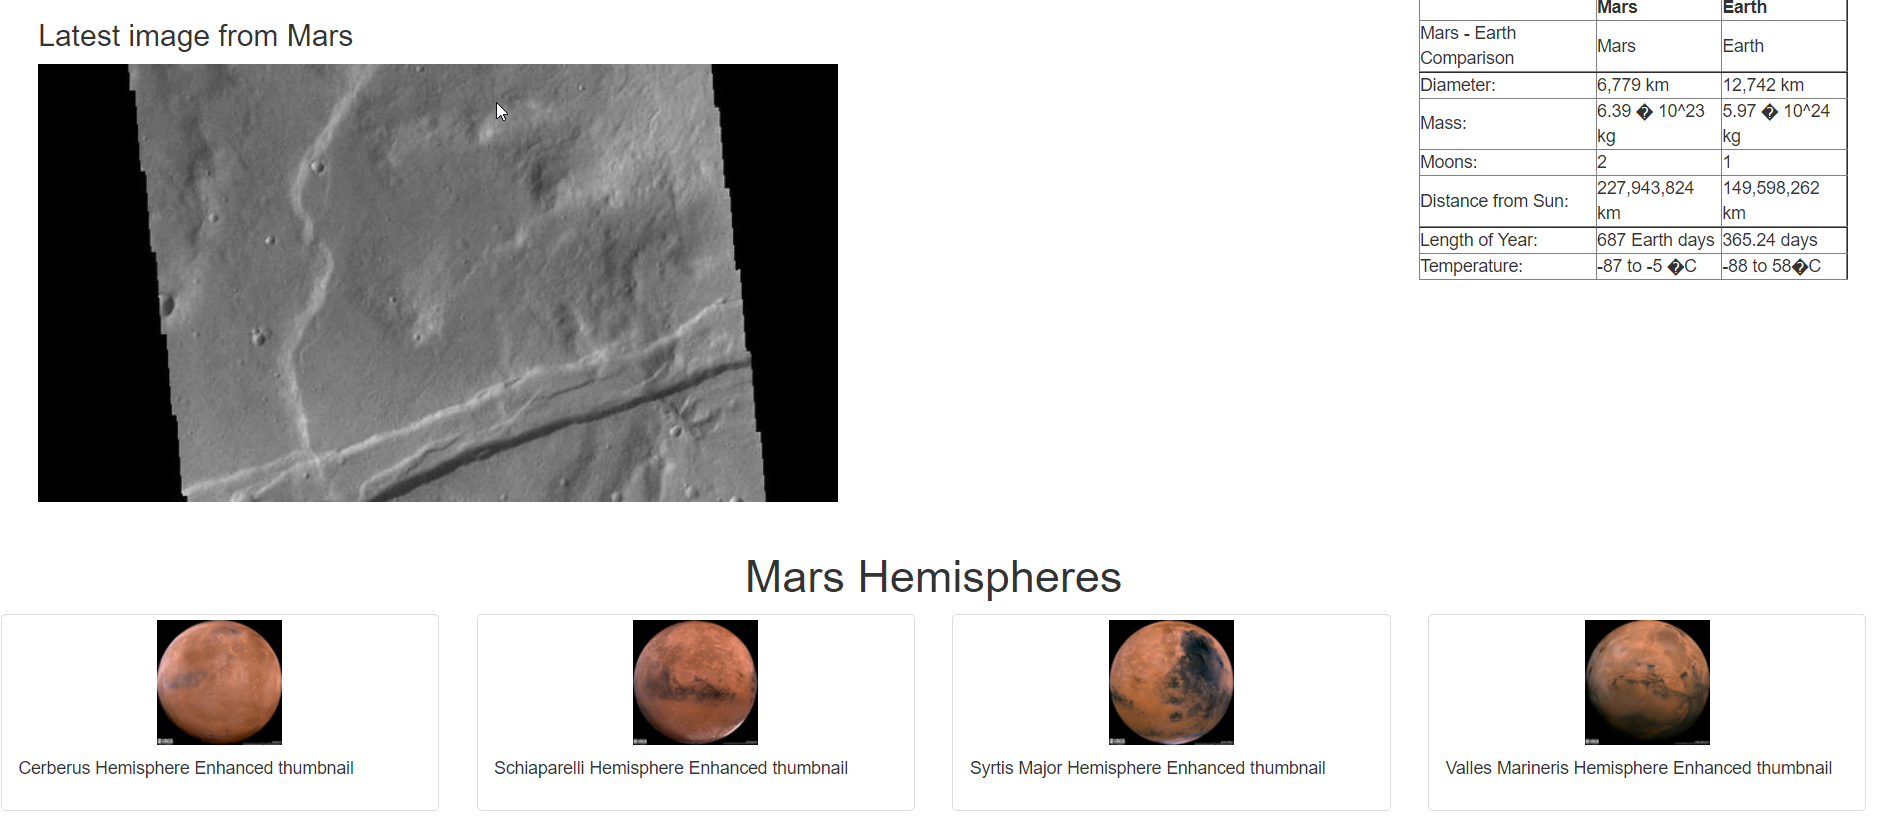 Latest image from Mars
Mars Earth
Mars - Earth
Comparison
Mars Earth
Diameter: 6,779 km 12,742 km
Mass: 6.39 � 10^23
kg 5.97 � 10^24
kg
Moons: 2 1
Distance from Sun: 227,943,824
km 149,598,262
km
Length of Year: 687 Earth days 365.24 days
Temperature: -87 to -5 �C -88 to 58�C
Mars Hemispheres
Cerberus Hemisphere Enhanced thumbnail
Schiaparelli Hemisphere Enhanced thumbnail
Syrtis Major Hemisphere Enhanced thumbnail
Valles Marineris Hemisphere Enhanced thumbnail